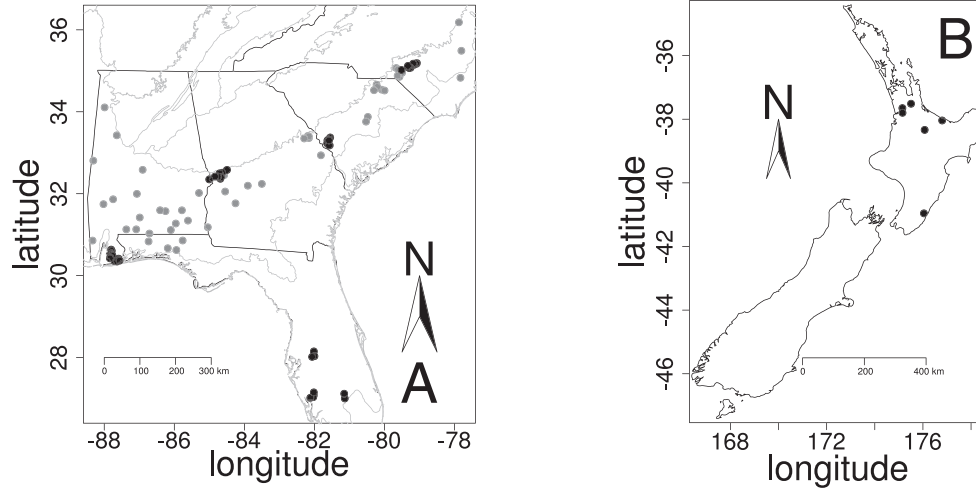 36
34
32
30
28
latitude
-88 -86 -84 -82 -80 -78
longitude
0 100 200 300 km
N
A
-36
-38
-40
-42
-44
-46
latitude
168 172 176
longitude
0 200 400 km
N
B